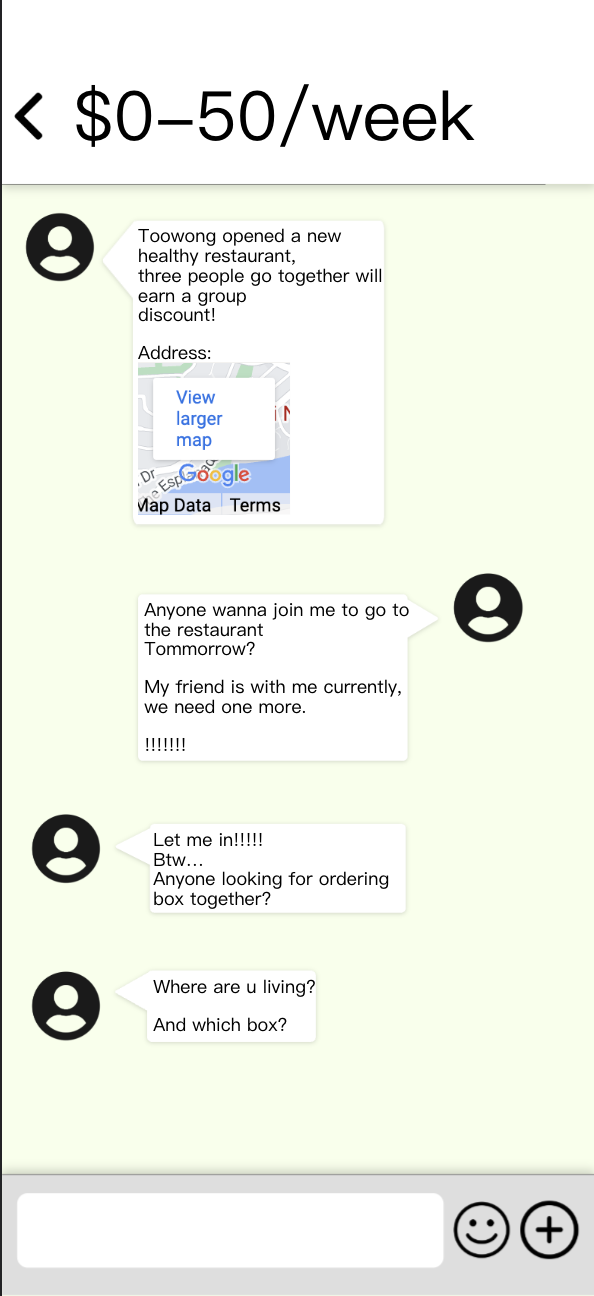 $0-50/week
Toowong opened a new
healthy restaurant,
three people go together will
earn a group
discount!
Address:
View
larger
map
Dr
Esp
Google
Map Data Terms
Anyone wanna join me to go to
the restaurant
Tommorrow?
My friend is with me currently,
we need one more.
!!!!!!!
Let me in!!!!!
Btw...
Anyone looking for ordering
box together?
Where are u living?
And which box?